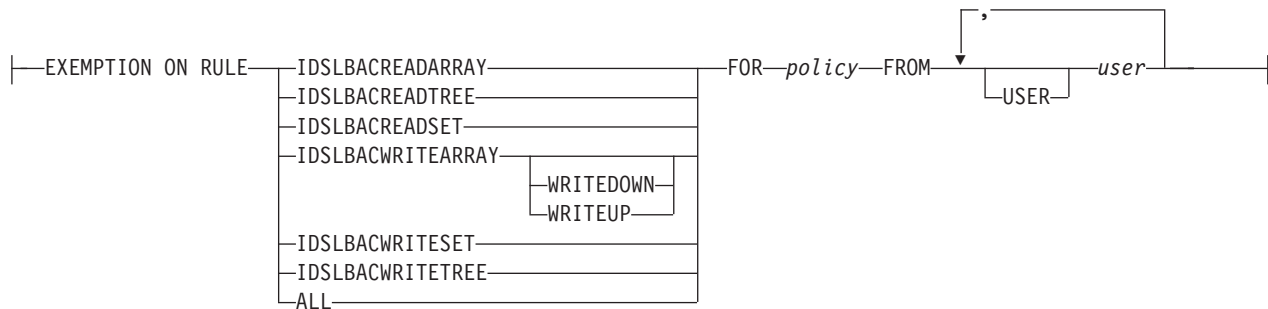 ,
EXEMPTION ON RULE IDSLBACREADARRAY FOR policy FROM user
IDSLBACREADTREE USER
IDSLBACREADSET
IDSLBACWRITEARRAY
WRITEDOWN
WRITEUP
IDSLBACWRITESET
IDSLBACWRITETREE
ALL